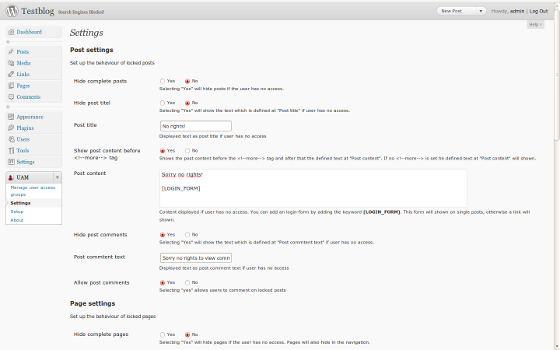 Testblog Search Engines Blocked
New Post
Howdy, admin | Log Out
Help
Dashboard
Posts
Media
Links
Pages
Comments
Appearance
Plugins
Users
Tools
Settings
UAM
Manage user access
groups
Settings
Setup
About
Settings
Post settings
Set up the behaviour of locked posts
Hide complete posts
Yes No
Selecting "Yes" will hide posts if the user has no access.
Hide post titel
Yes No
Selecting "Yes" will show the text which is defined at "Post title" if user has no access.
Post title
No rights!
Displayed text as post title if user has no access
Show post content before
<!--more--> tag
Yes No
Shows the post content before the <!--more--> tag and after that the defined text at "Post content". If no <!--more--> is set he defined text at "Post content" will shown.
Post content
Sorry no rights!
[LOGIN_FORM]
Content displayed if user has no access. You can add an login-form by adding the keyword [LOGIN_FORM]. This form will shown on single posts, otherwise a link will
shown.
Hide post comments
Yes No
Selecting "Yes" will show the text which is defined at "Post commtent text" if user has no access.
Post commtent text
Sorry no rights to view comm
Displayed text as post comment text if user has no access
Allow post comments
Yes No
Selecting "yes" allows users to comment on locked posts
Page settings
Set up the behaviour of locked pages
Hide complete pages
Yes No
Selecting "Yes" will hide pages if the user has no access. Pages will also hide in the navigation.